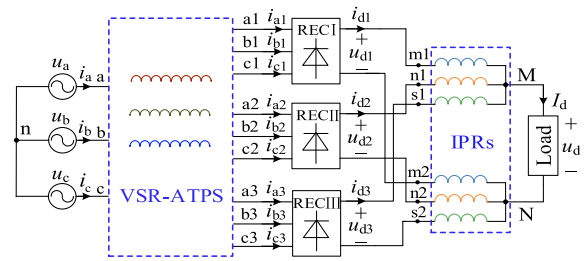 a1 i_a1 REC I i_d1
b1 i_b1 + u_d1 −
c1 i_c1
m1
n1
s1
M
u_a i_a a
n u_b i_b b
u_c i_c c
VSR-ATPS
a2 i_a2 REC II i_d2
b2 i_b2 + u_d2 −
c2 i_c2
IPRs
I_d
Load + u_d −
m2
n2
s2
N
a3 i_a3 REC III i_d3
b3 i_b3 + u_d3 −
c3 i_c3